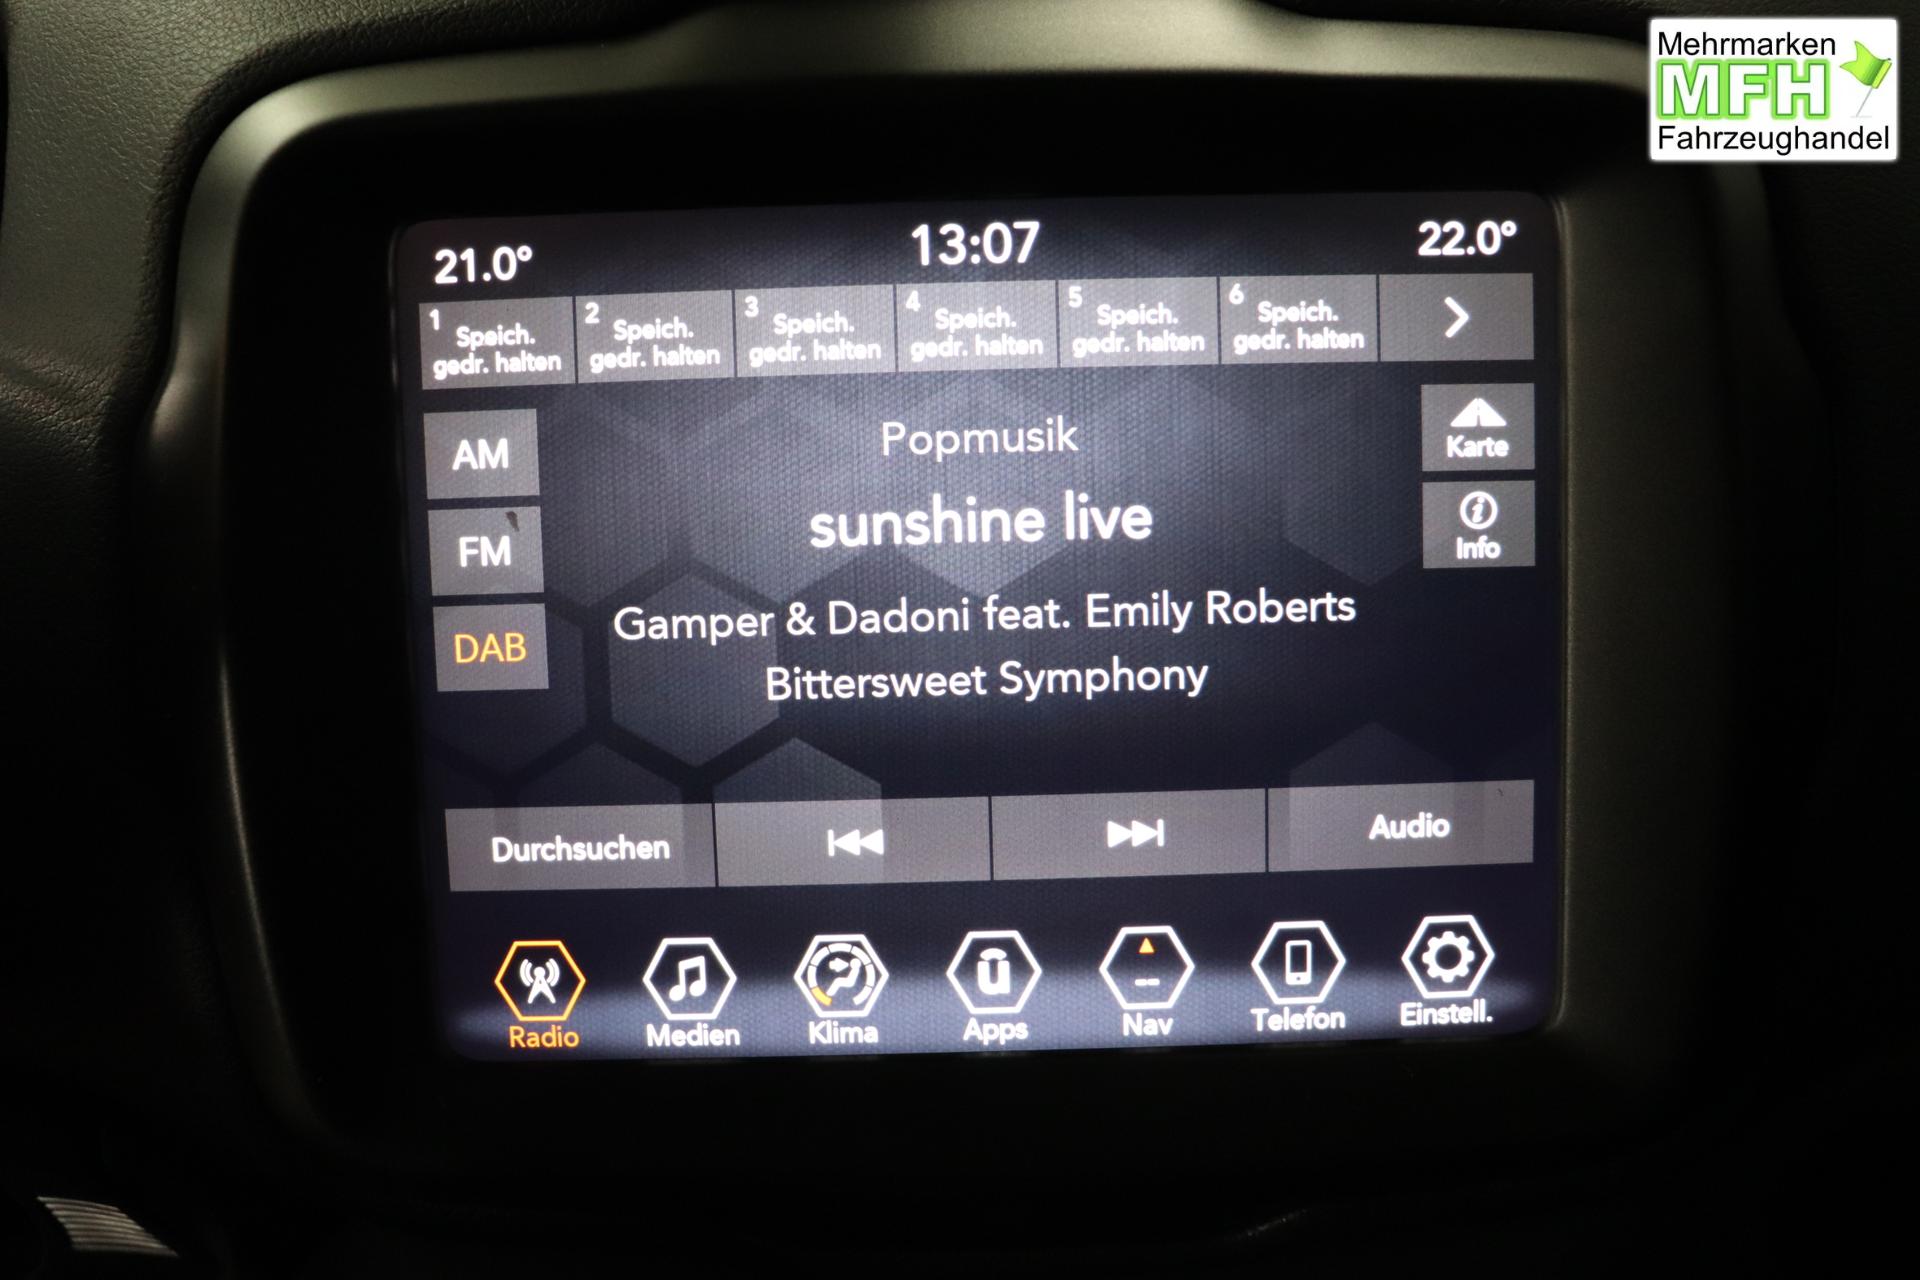 Mehrmarken
MFH
Fahrzeughandel
21.0°
13:07
22.0°
1
Speich.
gedr. halten
2
Speich.
gedr. halten
3
Speich.
gedr. halten
4
Speich.
gedr. halten
5
Speich.
gedr. halten
6
Speich.
gedr. halten
AM
FM
DAB
Popmusik
sunshine live
Gamper & Dadoni feat. Emily Roberts
Bittersweet Symphony
Karte
Info
Durchsuchen
Audio
Radio
Medien
Klima
Apps
Nav
Telefon
Einstell.